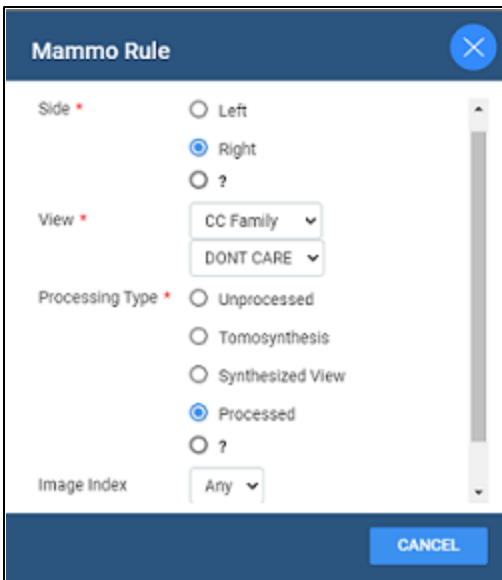 Mammo Rule
Side * Left
Right
?
View * CC Family
DONT CARE
Processing Type * Unprocessed
Tomosynthesis
Synthesized View
Processed
?
Image Index Any
CANCEL